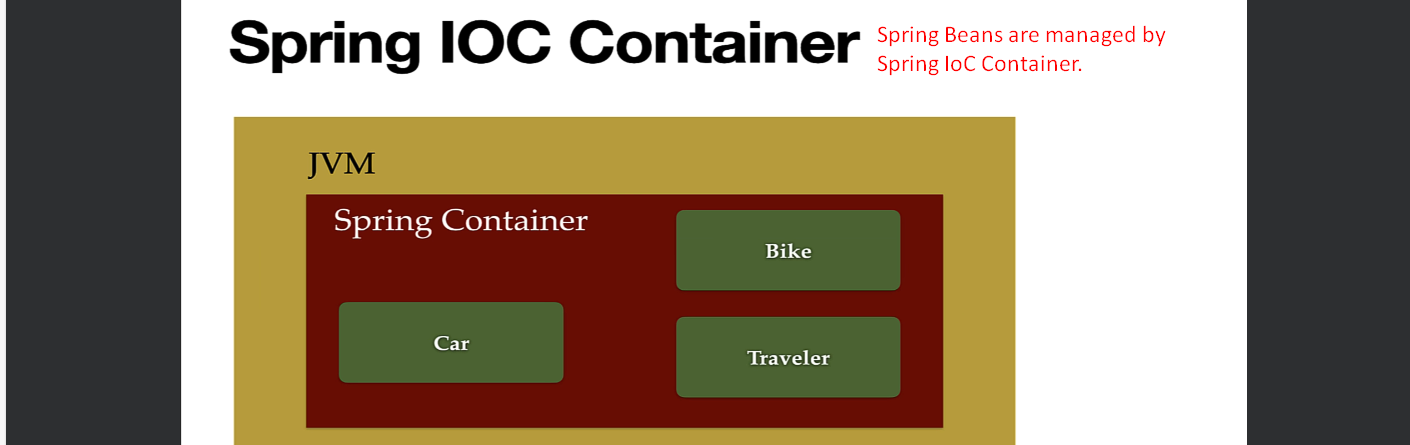 Spring IOC Container
Spring Beans are managed by
Spring IoC Container.
JVM
Spring Container
Bike
Car
Traveler